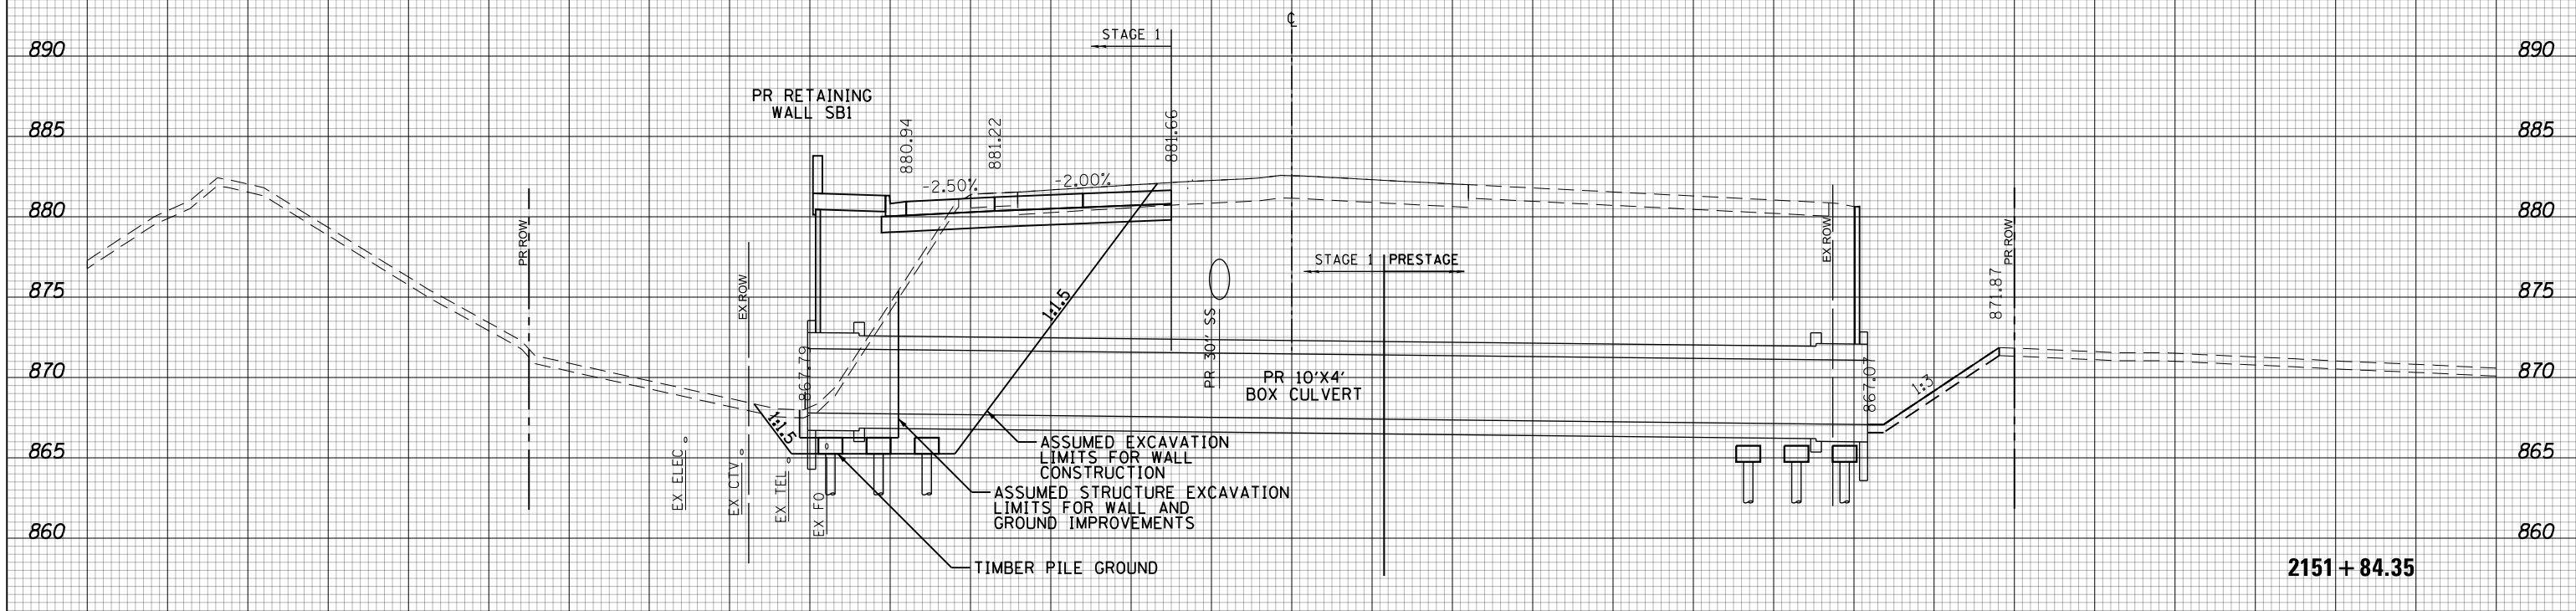 ℄
STAGE 1
890
890
PR RETAINING
WALL SB1
885
885
880.94
881.22
881.66
-2.50%
-2.00%
880
880
PR ROW
EX ROW
PR ROW
STAGE 1
PRESTAGE
EX ROW
871.87
875
875
1:1.5
PR 30" SS
867.79
870
870
PR 10'X4'
BOX CULVERT
867.07
1:3
1:1.5
ASSUMED EXCAVATION
LIMITS FOR WALL
CONSTRUCTION
865
865
EX ELEC
EX CTV
EX TEL
EX FO
ASSUMED STRUCTURE EXCAVATION
LIMITS FOR WALL AND
GROUND IMPROVEMENTS
860
860
TIMBER PILE GROUND
2151+84.35